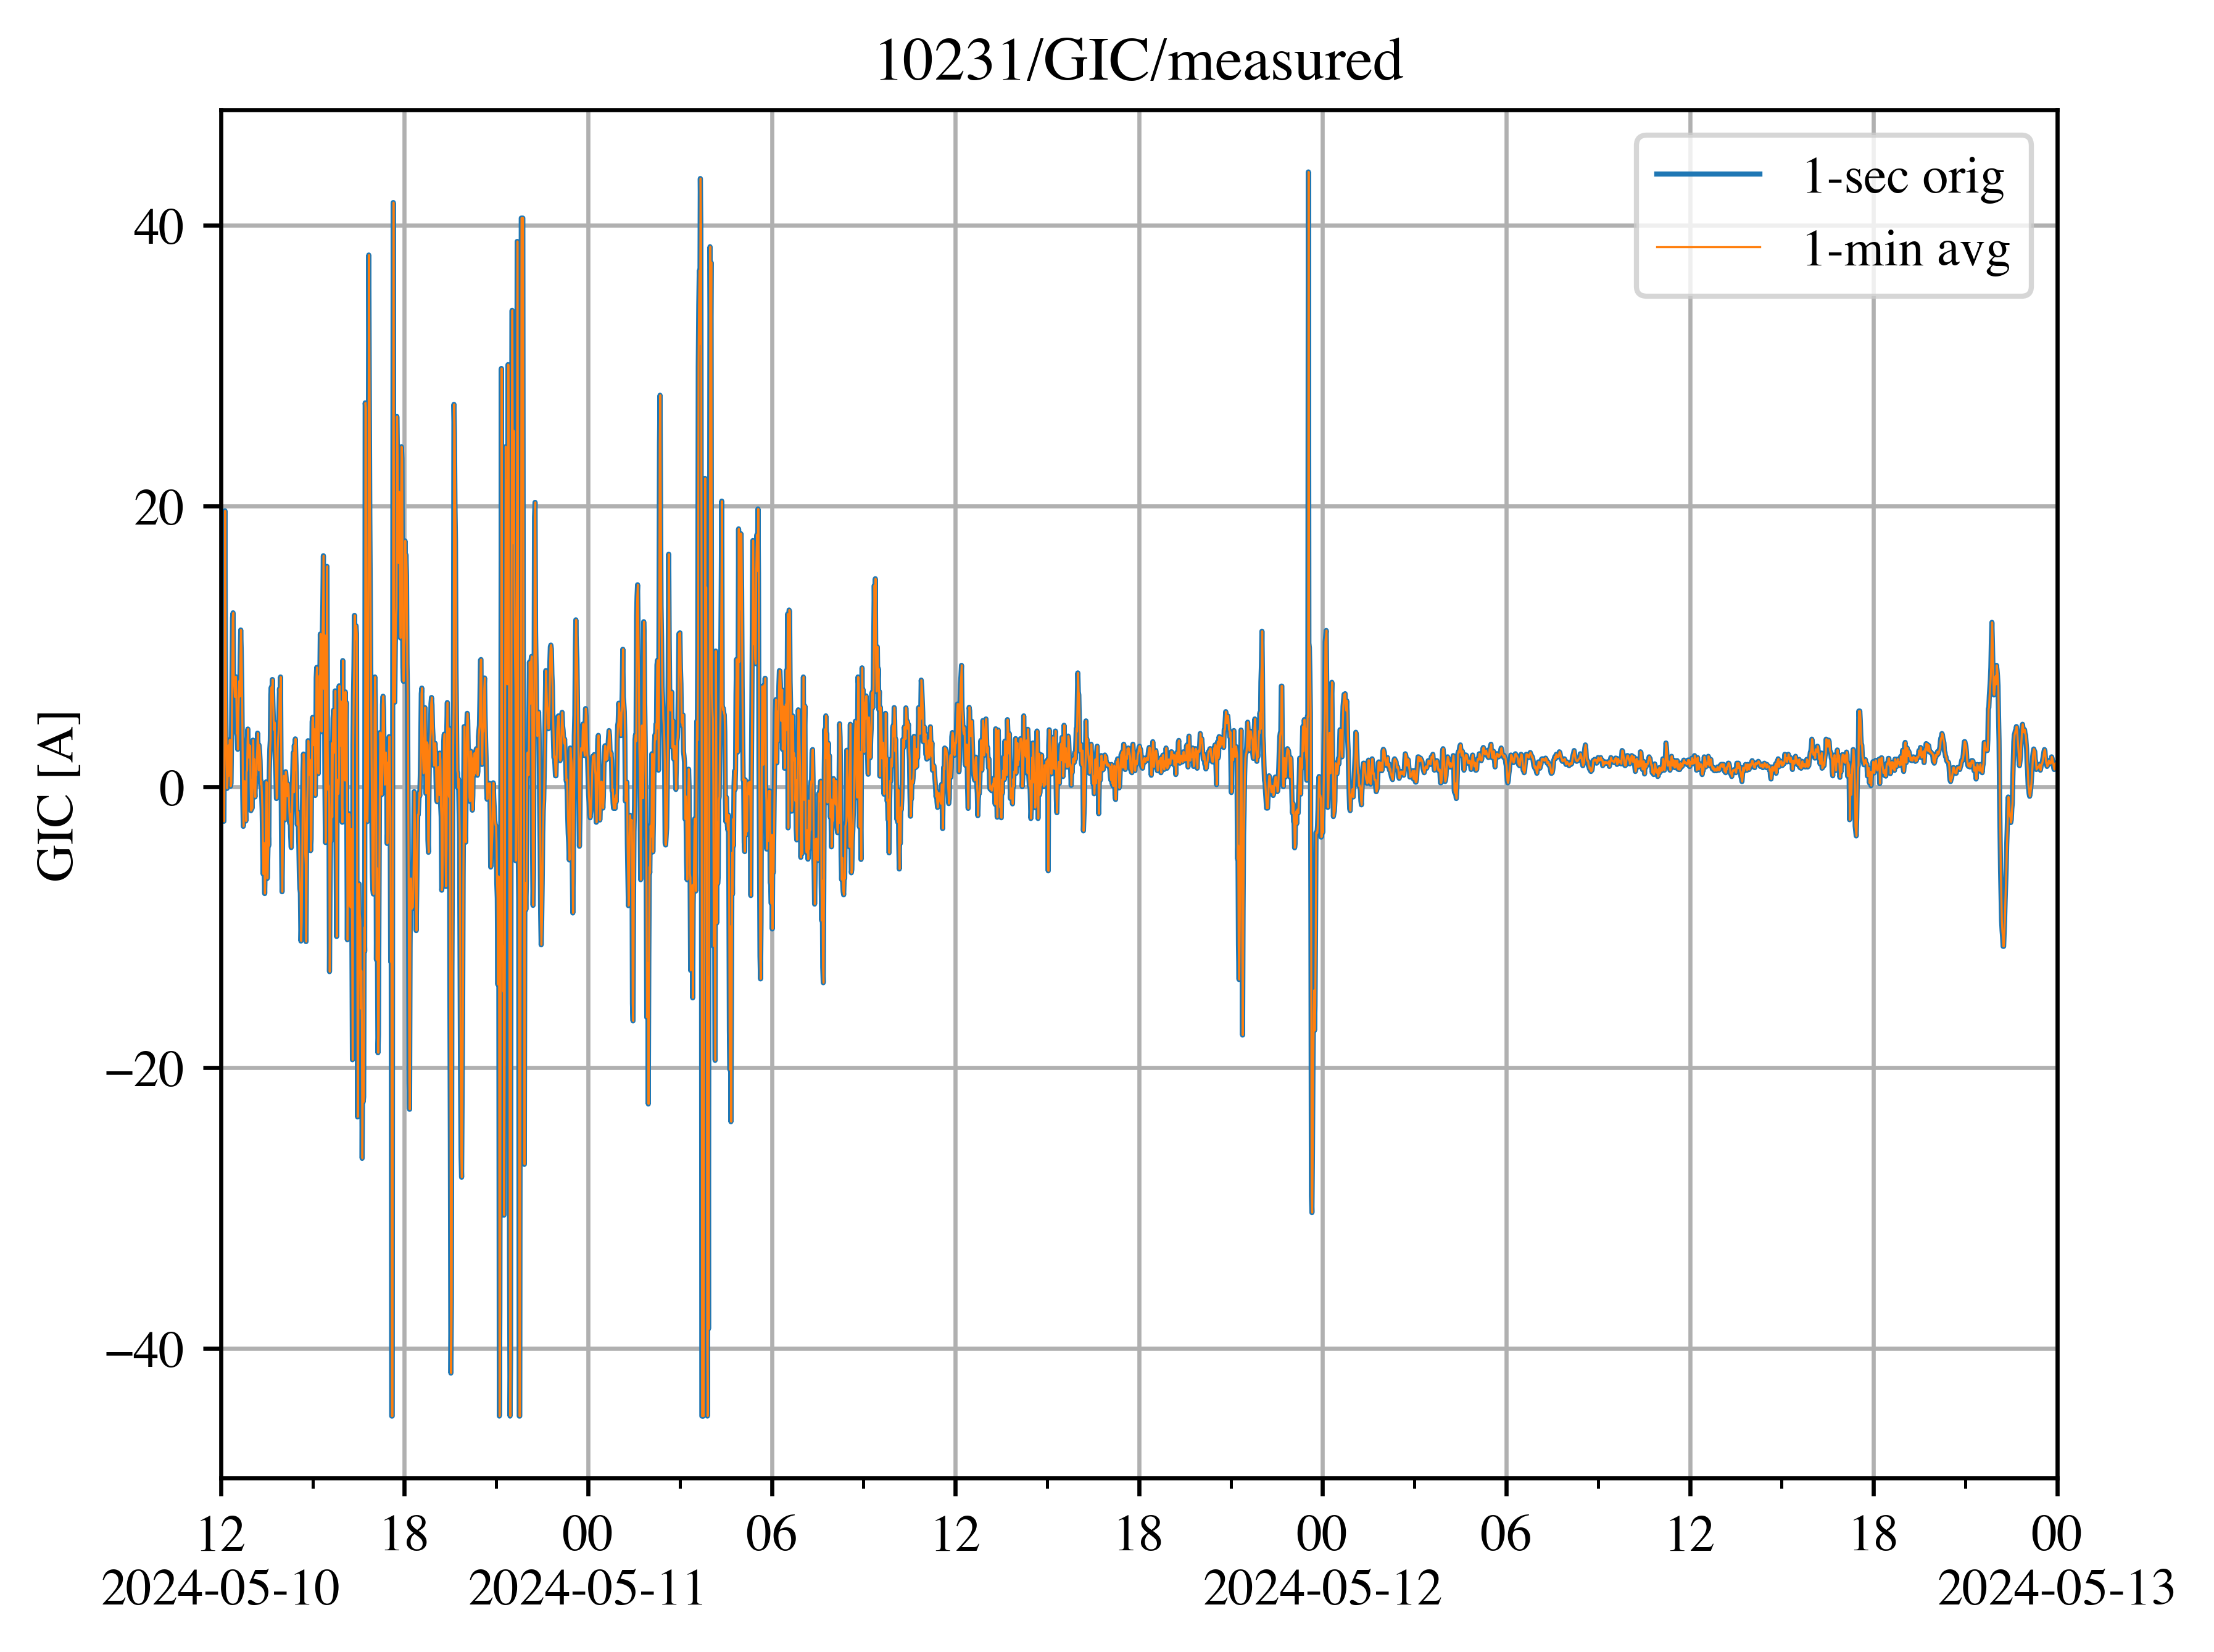 10231/GIC/measured
1-sec orig
1-min avg
GIC [A]
40
20
0
−20
−40
12 18 00 06 12 18 00 06 12 18 00
2024-05-10 2024-05-11 2024-05-12 2024-05-13